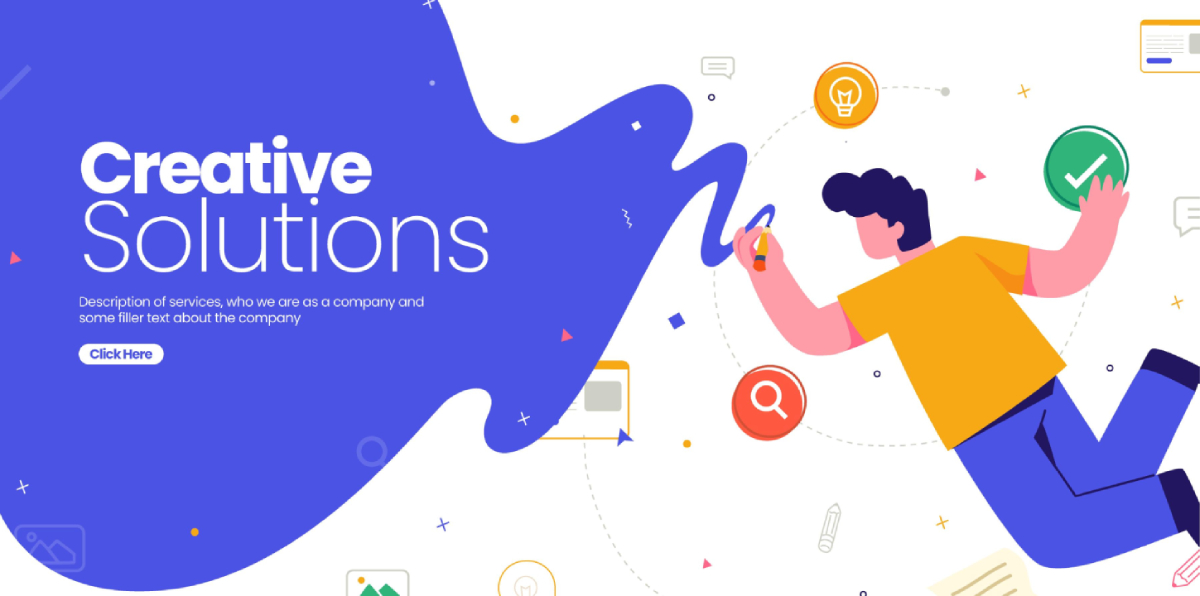 Creative
Solutions
Description of services, who we are as a company and
some filler text about the company
Click Here